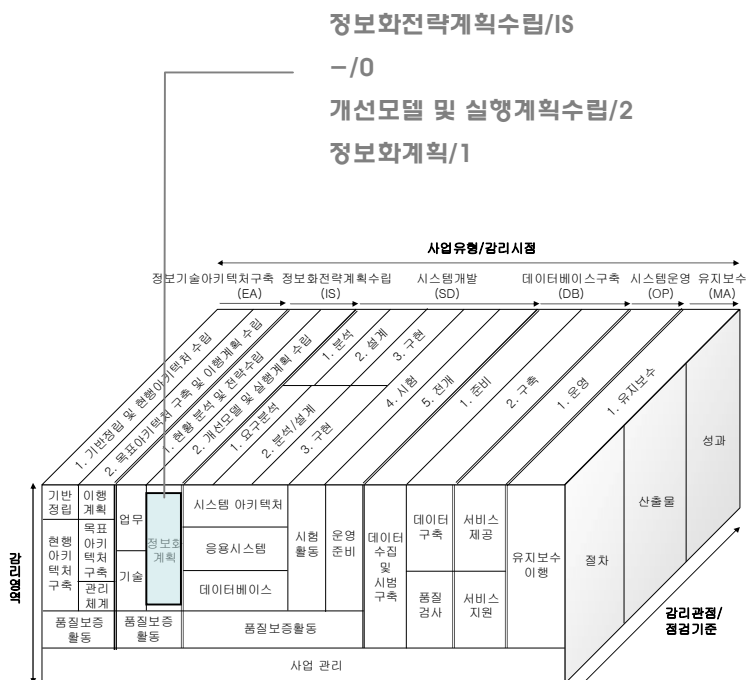 정보화전략계획수립/IS
–/0
개선모델 및 실행계획수립/2
정보화계획/1
사업유형/감리시점
정보기술아키텍처구축
(EA)
정보화전략계획수립
(IS)
시스템개발
(SD)
데이터베이스구축
(DB)
시스템운영
(OP)
유지보수
(MA)
1. 기반정립 및 현행아키텍처 수립
2. 목표아키텍처 구축 및 이행계획 수립
1. 현황 분석 및 전략수립
2. 개선모델 및 실행계획 수립
1. 분석
2. 설계
3. 구현
1. 요구분석
2. 분석/설계
3. 구현
4. 시험
5. 전개
1. 준비
2. 구축
1. 운영
1. 유지보수
감리영역
기반
정립
이행
계획
현행
아키
텍처
구축
목표
아키
텍처
구축
관리
체계
업무
기술
정보화
계획
시스템 아키텍처
응용시스템
데이터베이스
시험
활동
운영
준비
데이터
수집
및
시범
구축
데이터
구축
품질
검사
서비스
제공
서비스
지원
유지보수
이행
품질보증
활동
품질보증
활동
품질보증활동
사업 관리
절차
산출물
성과
감리관점/
점검기준